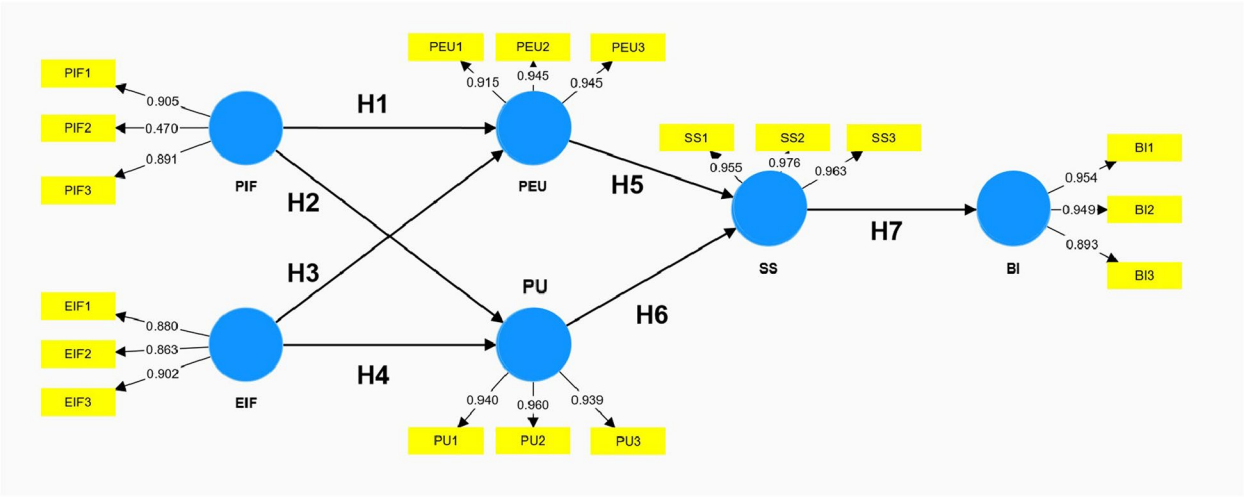 PEU1 PEU2 PEU3
0.915 0.945 0.945
PIF1
0.905
PIF2
0.470
0.891
PIF3
PIF
H1
PEU
H2
H3
H5
SS1 SS2 SS3
0.955 0.976 0.963
SS
H7
BI1
0.954
0.949 BI2
0.893
BI3
BI
PU
H6
EIF1
0.880
EIF2
0.863
0.902
EIF3
EIF
H4
0.940 0.960 0.939
PU1 PU2 PU3